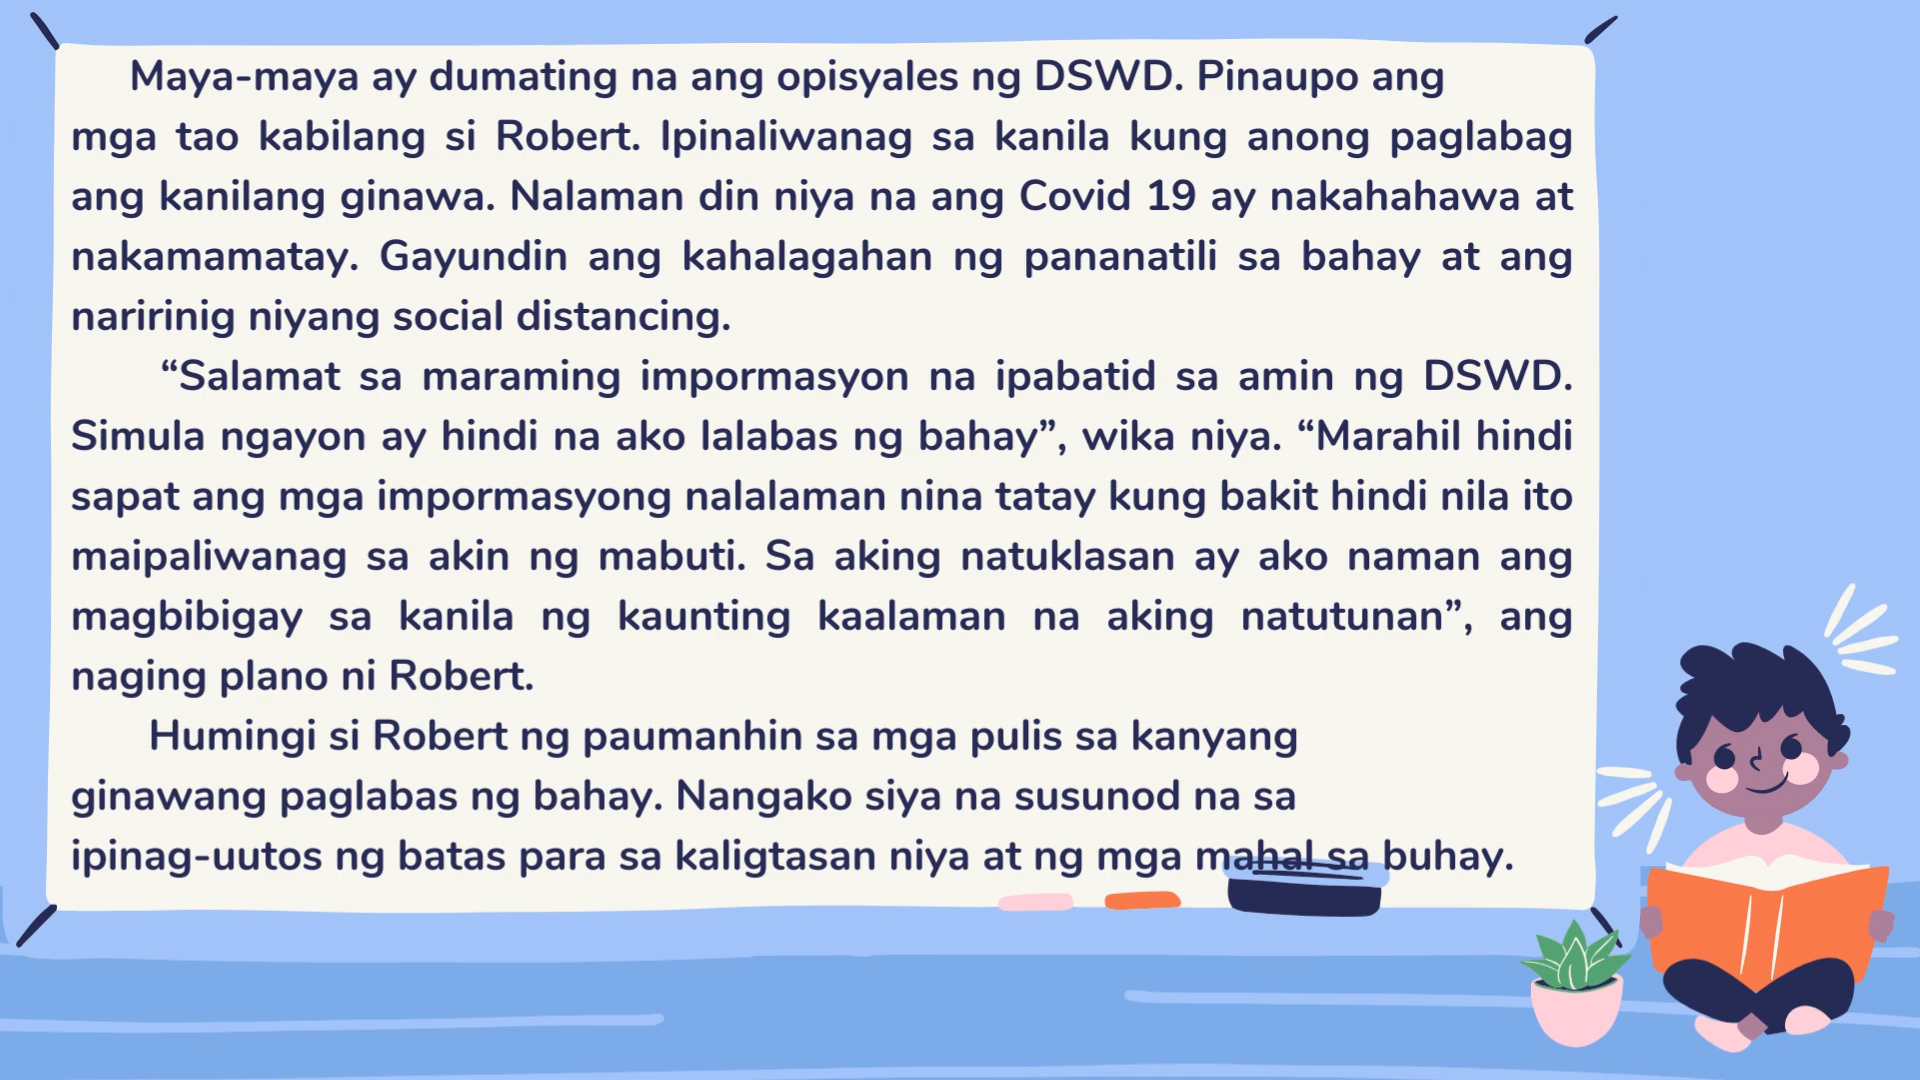 Maya-maya ay dumating na ang opisyales ng DSWD. Pinaupo ang
mga tao kabilang si Robert. Ipinaliwanag sa kanila kung anong paglabag
ang kanilang ginawa. Nalaman din niya na ang Covid 19 ay nakahahawa at
nakamamatay. Gayundin ang kahalagahan ng pananatili sa bahay at ang
naririnig niyang social distancing.
“Salamat sa maraming impormasyon na ipabatid sa amin ng DSWD.
Simula ngayon ay hindi na ako lalabas ng bahay”, wika niya. “Marahil hindi
sapat ang mga impormasyong nalalaman nina tatay kung bakit hindi nila ito
maipaliwanag sa akin ng mabuti. Sa aking natuklasan ay ako naman ang
magbibigay sa kanila ng kaunting kaalaman na aking natutunan”, ang
naging plano ni Robert.
Humingi si Robert ng paumanhin sa mga pulis sa kanyang
ginawang paglabas ng bahay. Nangako siya na susunod na sa
ipinag-uutos ng batas para sa kaligtasan niya at ng mga mahal sa buhay.